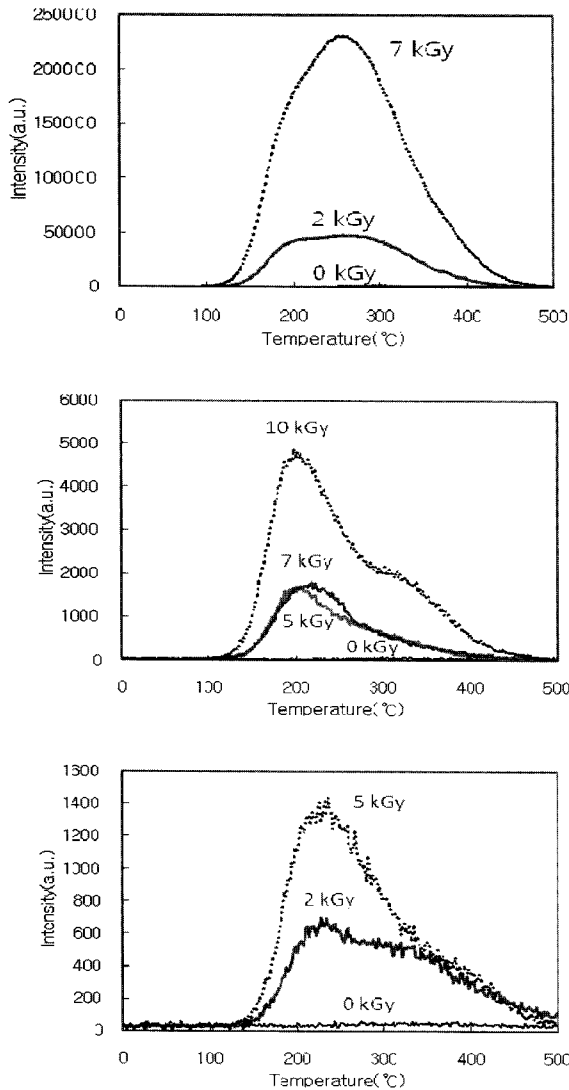 250000
200000
150000
100000
50000
0
Intensity(a.u.)
7 kGy
2 kGy
0 kGy
0 100 200 300 400 500
Temperature(℃)
6000
5000
4000
3000
2000
1000
0
Intensity(a.u.)
10 kGy
7 kGy
5 kGy
0 kGy
0 100 200 300 400 500
Temperature(℃)
1600
1400
1200
1000
800
600
400
200
0
Intensity(a.u.)
5 kGy
2 kGy
0 kGy
0 100 200 300 400 500
Temperature(℃)